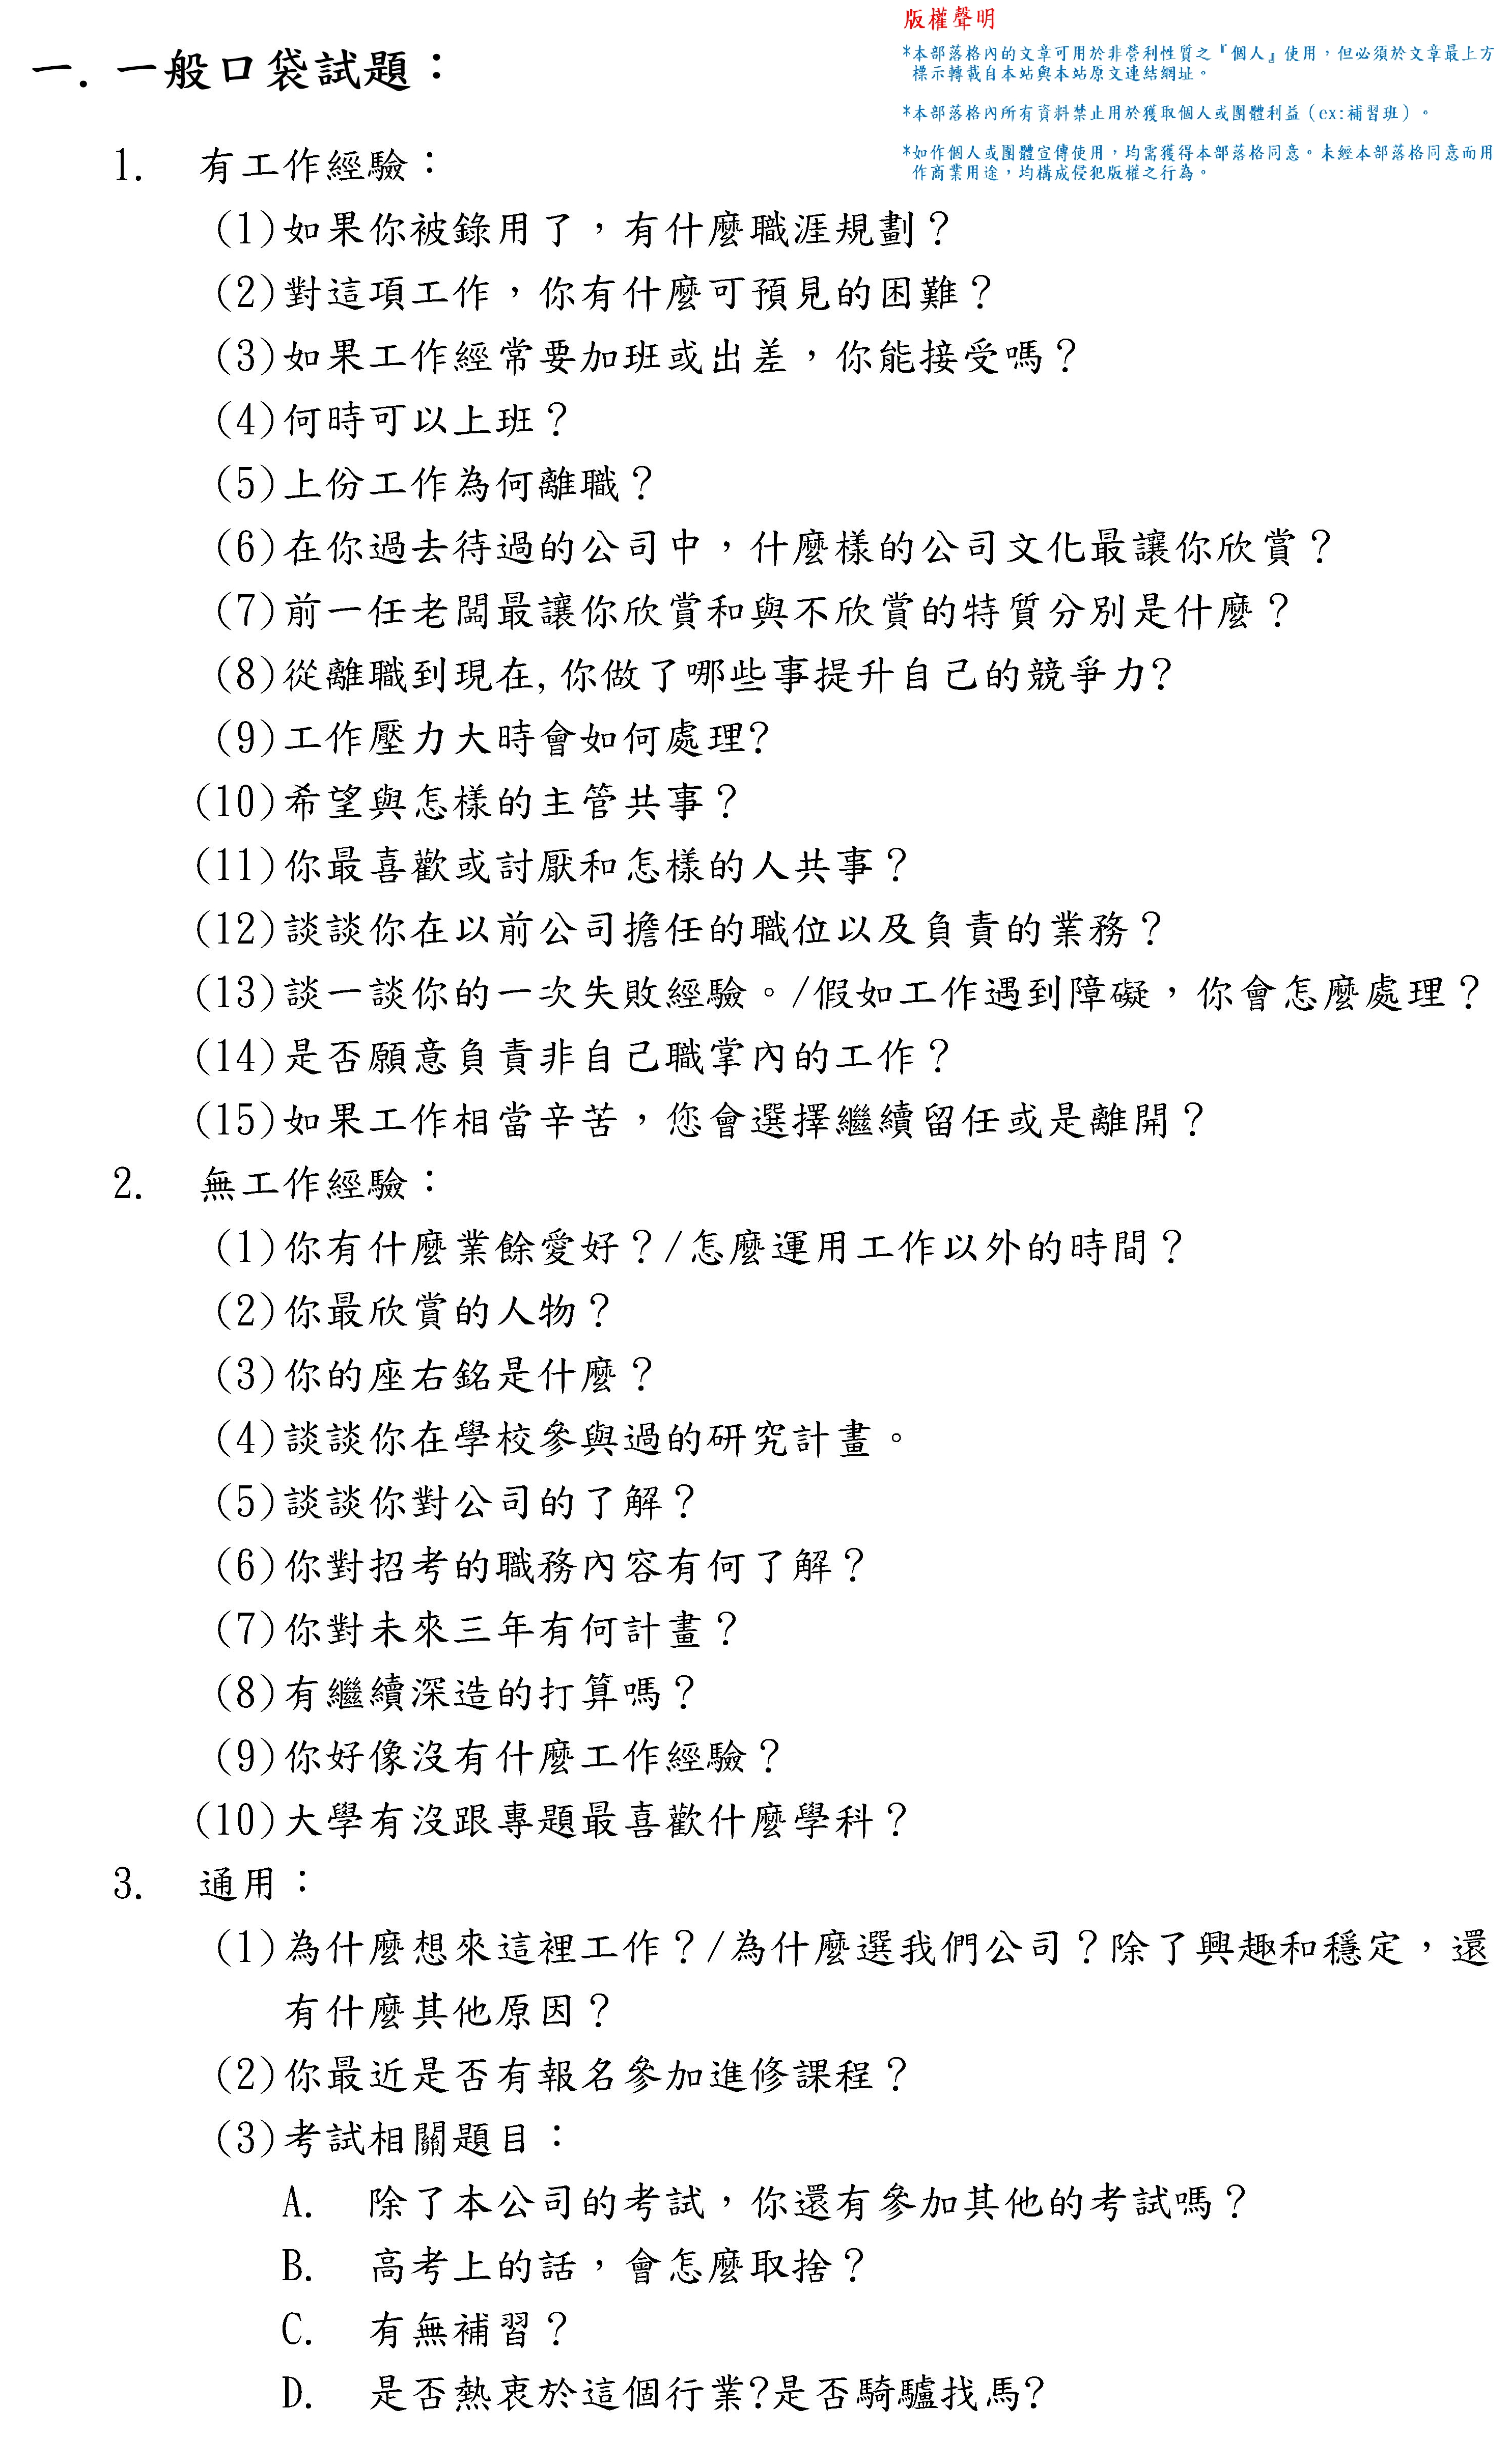 版權聲明
*本部落格內的文章可用於非營利性質之『個人』使用，但必須於文章最上方
標示轉載自本站與本站原文連結網址。
*本部落格內所有資料禁止用於獲取個人或團體利益（ex:補習班）。
*如作個人或團體宣傳使用，均需獲得本部落格同意。未經本部落格同意而用
作商業用途，均構成侵犯版權之行為。
一. 一般口袋試題：
1. 有工作經驗：
(1)如果你被錄用了，有什麼職涯規劃？
(2)對這項工作，你有什麼可預見的困難？
(3)如果工作經常要加班或出差，你能接受嗎？
(4)何時可以上班？
(5)上份工作為何離職？
(6)在你過去待過的公司中，什麼樣的公司文化最讓你欣賞？
(7)前一任老闆最讓你欣賞和與不欣賞的特質分別是什麼？
(8)從離職到現在,你做了哪些事提升自己的競爭力?
(9)工作壓力大時會如何處理?
(10)希望與怎樣的主管共事？
(11)你最喜歡或討厭和怎樣的人共事？
(12)談談你在以前公司擔任的職位以及負責的業務？
(13)談一談你的一次失敗經驗。/假如工作遇到障礙，你會怎麼處理？
(14)是否願意負責非自己職掌內的工作？
(15)如果工作相當辛苦，您會選擇繼續留任或是離開？
2. 無工作經驗：
(1)你有什麼業餘愛好？/怎麼運用工作以外的時間？
(2)你最欣賞的人物？
(3)你的座右銘是什麼？
(4)談談你在學校參與過的研究計畫。
(5)談談你對公司的了解？
(6)你對招考的職務內容有何了解？
(7)你對未來三年有何計畫？
(8)有繼續深造的打算嗎？
(9)你好像沒有什麼工作經驗？
(10)大學有沒跟專題最喜歡什麼學科？
3. 通用：
(1)為什麼想來這裡工作？/為什麼選我們公司？除了興趣和穩定，還
有什麼其他原因？
(2)你最近是否有報名參加進修課程？
(3)考試相關題目：
A. 除了本公司的考試，你還有參加其他的考試嗎？
B. 高考上的話，會怎麼取捨？
C. 有無補習？
D. 是否熱衷於這個行業?是否騎驢找馬?